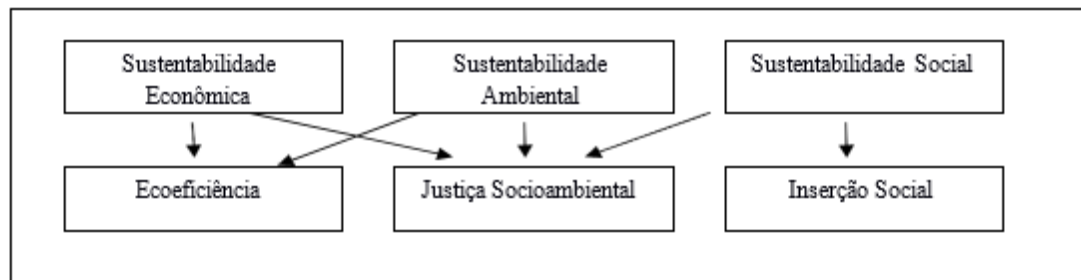 Sustentabilidade
Econômica
Sustentabilidade
Ambiental
Sustentabilidade Social
Ecoeficiência
Justiça Socioambiental
Inserção Social